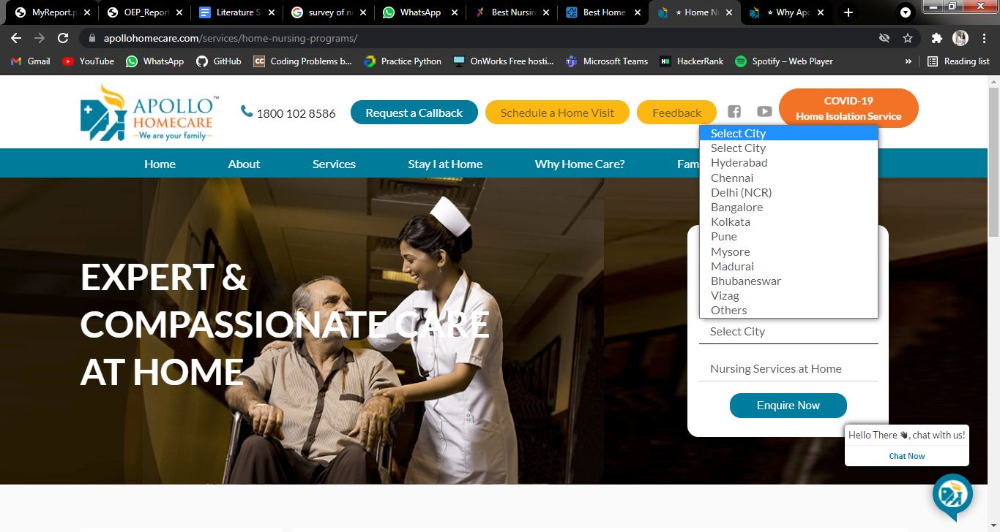 MyReport.p
OEP_Report
Literature S
survey of n
WhatsApp
Best Nursin
Best Home
★ Home N
★ Why Apo
apollohomecare.com/services/home-nursing-programs/
Gmail
YouTube
WhatsApp
GitHub
CC
Coding Problems b...
Practice Python
OnWorks Free hosti...
Microsoft Teams
HackerRank
Spotify – Web Player
»
Reading list
APOLLO™
HOMECARE
We are your family
1800 102 8586
Request a Callback
Schedule a Home Visit
Feedback
COVID-19
Home Isolation Service
Home
About
Services
Stay I at Home
Why Home Care?
Fam
Select City
Select City
Hyderabad
Chennai
Delhi (NCR)
Bangalore
Kolkata
Pune
Mysore
Madurai
Bhubaneswar
Vizag
Others
EXPERT &
COMPASSIONATE CARE
AT HOME
Select City
Nursing Services at Home
Enquire Now
Hello There 👋, chat with us!
Chat Now